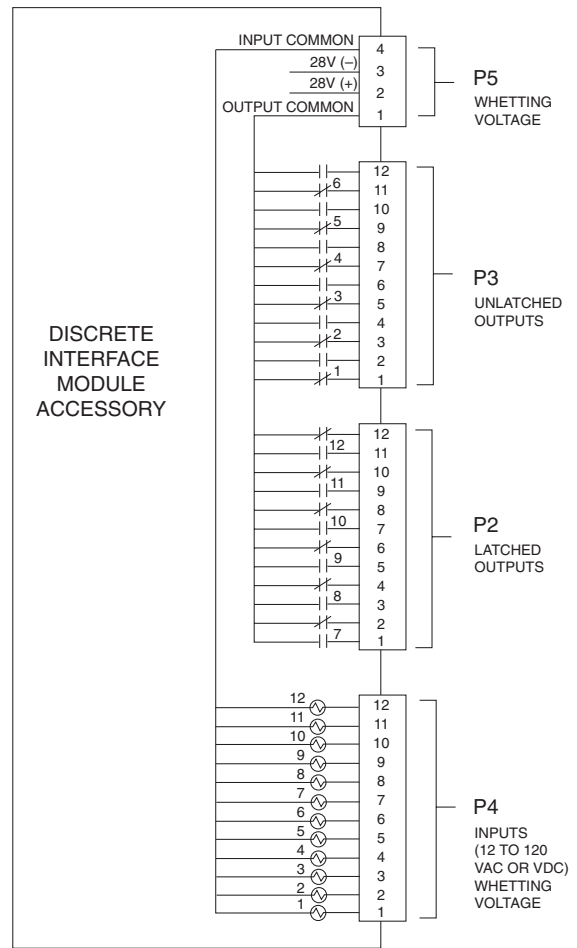 INPUT COMMON 4
28V (–) 3
28V (+) 2
OUTPUT COMMON 1
P5
WHETTING
VOLTAGE
12
6 11
10
5 9
8
4 7
6
3 5
4
2 3
2
1 1
P3
UNLATCHED
OUTPUTS
DISCRETE
INTERFACE
MODULE
ACCESSORY
12
12 11
10
11 9
8
10 7
6
9 5
4
8 3
2
7 1
P2
LATCHED
OUTPUTS
12 12
11 11
10 10
9 9
8 8
7 7
6 6
5 5
4 4
3 3
2 2
1 1
P4
INPUTS
(12 TO 120
VAC OR VDC)
WHETTING
VOLTAGE